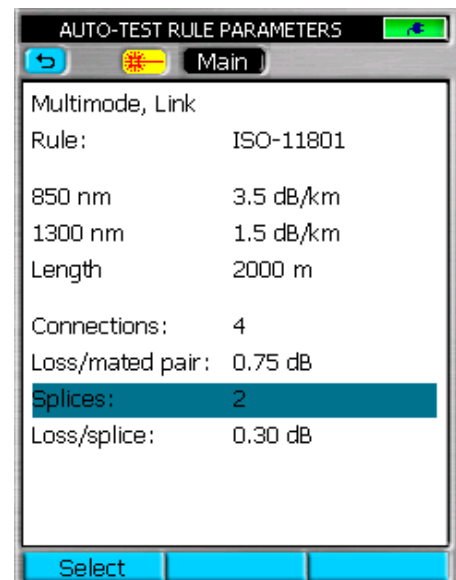 AUTO-TEST RULE PARAMETERS
Main
Multimode, Link
Rule: ISO-11801
850 nm 3.5 dB/km
1300 nm 1.5 dB/km
Length 2000 m
Connections: 4
Loss/mated pair: 0.75 dB
Splices: 2
Loss/splice: 0.30 dB
Select